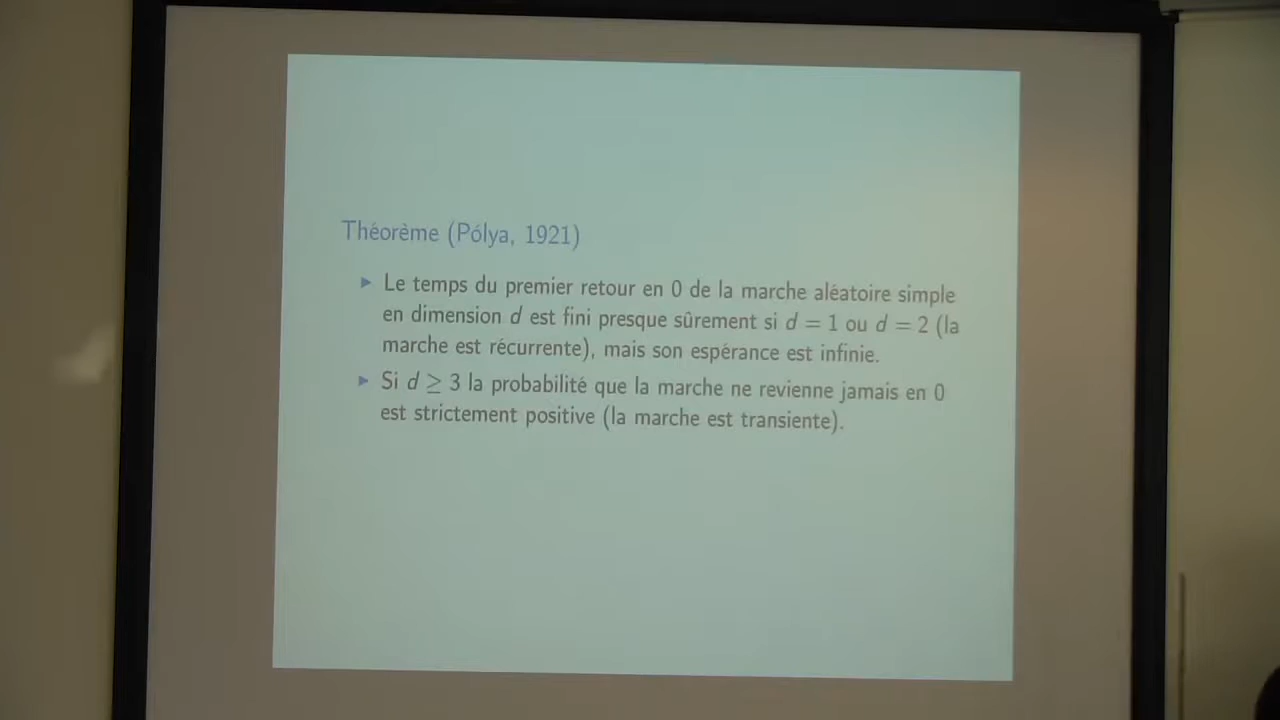 Théorème (Pólya, 1921)
▶ Le temps du premier retour en 0 de la marche aléatoire simple
en dimension d est fini presque sûrement si d = 1 ou d = 2 (la
marche est récurrente), mais son espérance est infinie.
▶ Si d ≥ 3 la probabilité que la marche ne revienne jamais en 0
est strictement positive (la marche est transiente).